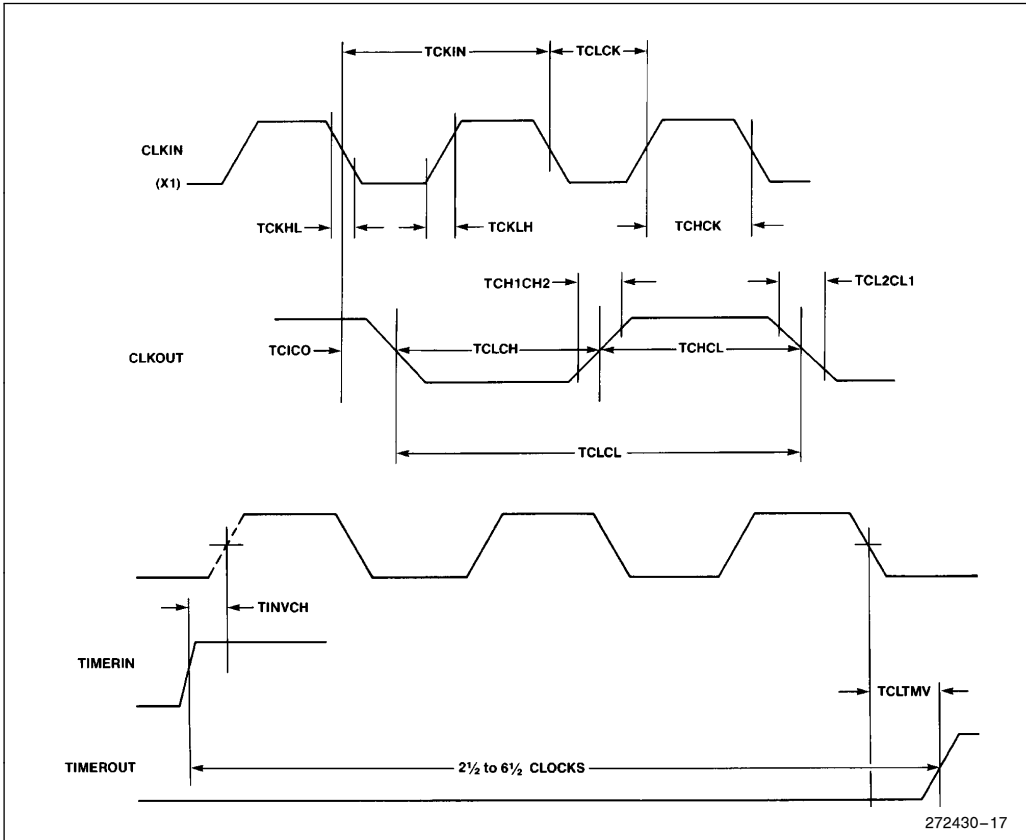 TCKIN
TCLCK
CLKIN
(X1)
TCKHL
TCKLH
TCHCK
TCH1CH2
TCL2CL1
CLKOUT
TCICO
TCLCH
TCHCL
TCLCL
TINVCH
TIMERIN
TCLTMV
TIMEROUT
2½ to 6½ CLOCKS
272430–17